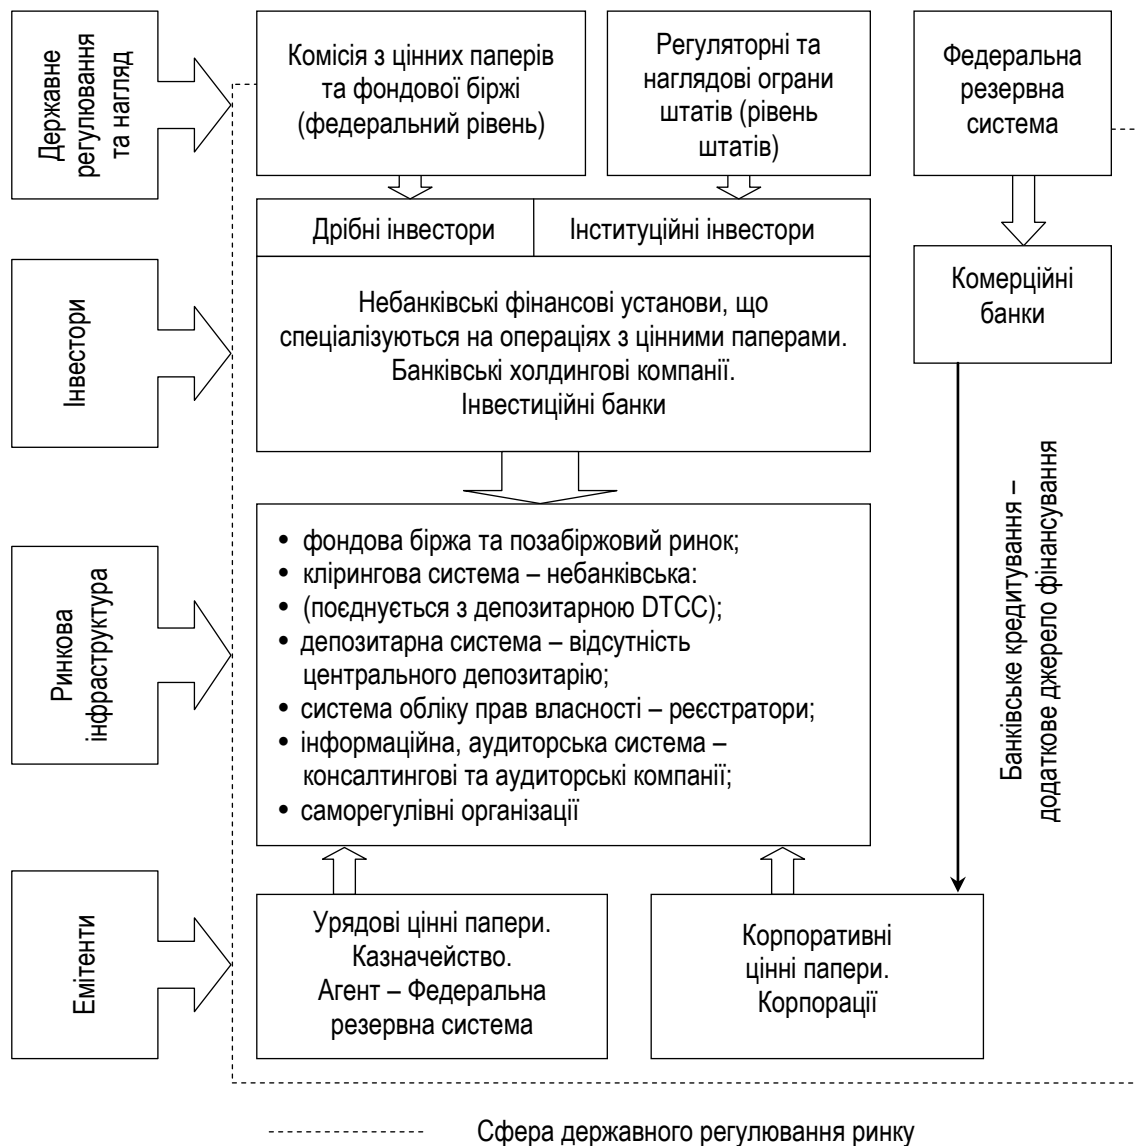 Державне
регулювання
та нагляд
Комісія з цінних паперів
та фондової біржі
(федеральний рівень)
Регуляторні та
наглядові ограни
штатів (рівень
штатів)
Федеральна
резервна
система
Інвестори
Дрібні інвестори
Інституційні інвестори
Небанківські фінансові установи, що
спеціалізуються на операціях з цінними паперами.
Банківські холдингові компанії.
Інвестиційні банки
Комерційні
банки
Ринкова
інфраструктура
• фондова біржа та позабіржовий ринок;
• клірингова система – небанківська:
• (поєднується з депозитарною DTCC);
• депозитарна система – відсутність
центрального депозитарію;
• система обліку прав власності – реєстратори;
• інформаційна, аудиторська система –
консалтингові та аудиторські компанії;
• саморегулівні організації
Банківське кредитування –
додаткове джерело фінансування
Емітенти
Урядові цінні папери.
Казначейство.
Агент – Федеральна
резервна система
Корпоративні
цінні папери.
Корпорації
Сфера державного регулювання ринку